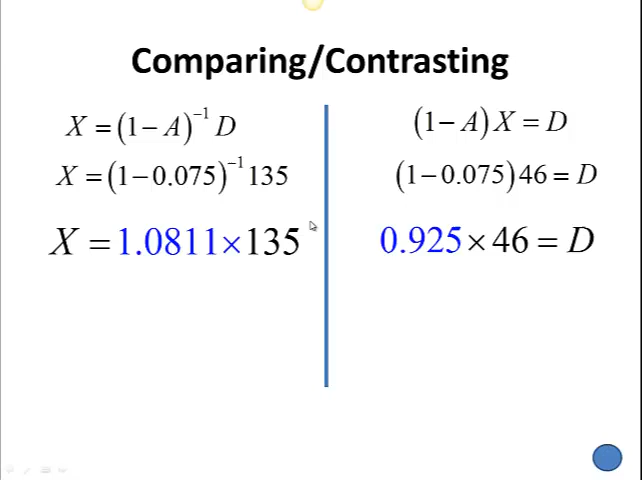 Comparing/Contrasting
X = (1 − A)⁻¹ D
X = (1 − 0.075)⁻¹ 135
X = 1.0811 × 135
(1 − A) X = D
(1 − 0.075) 46 = D
0.925 × 46 = D